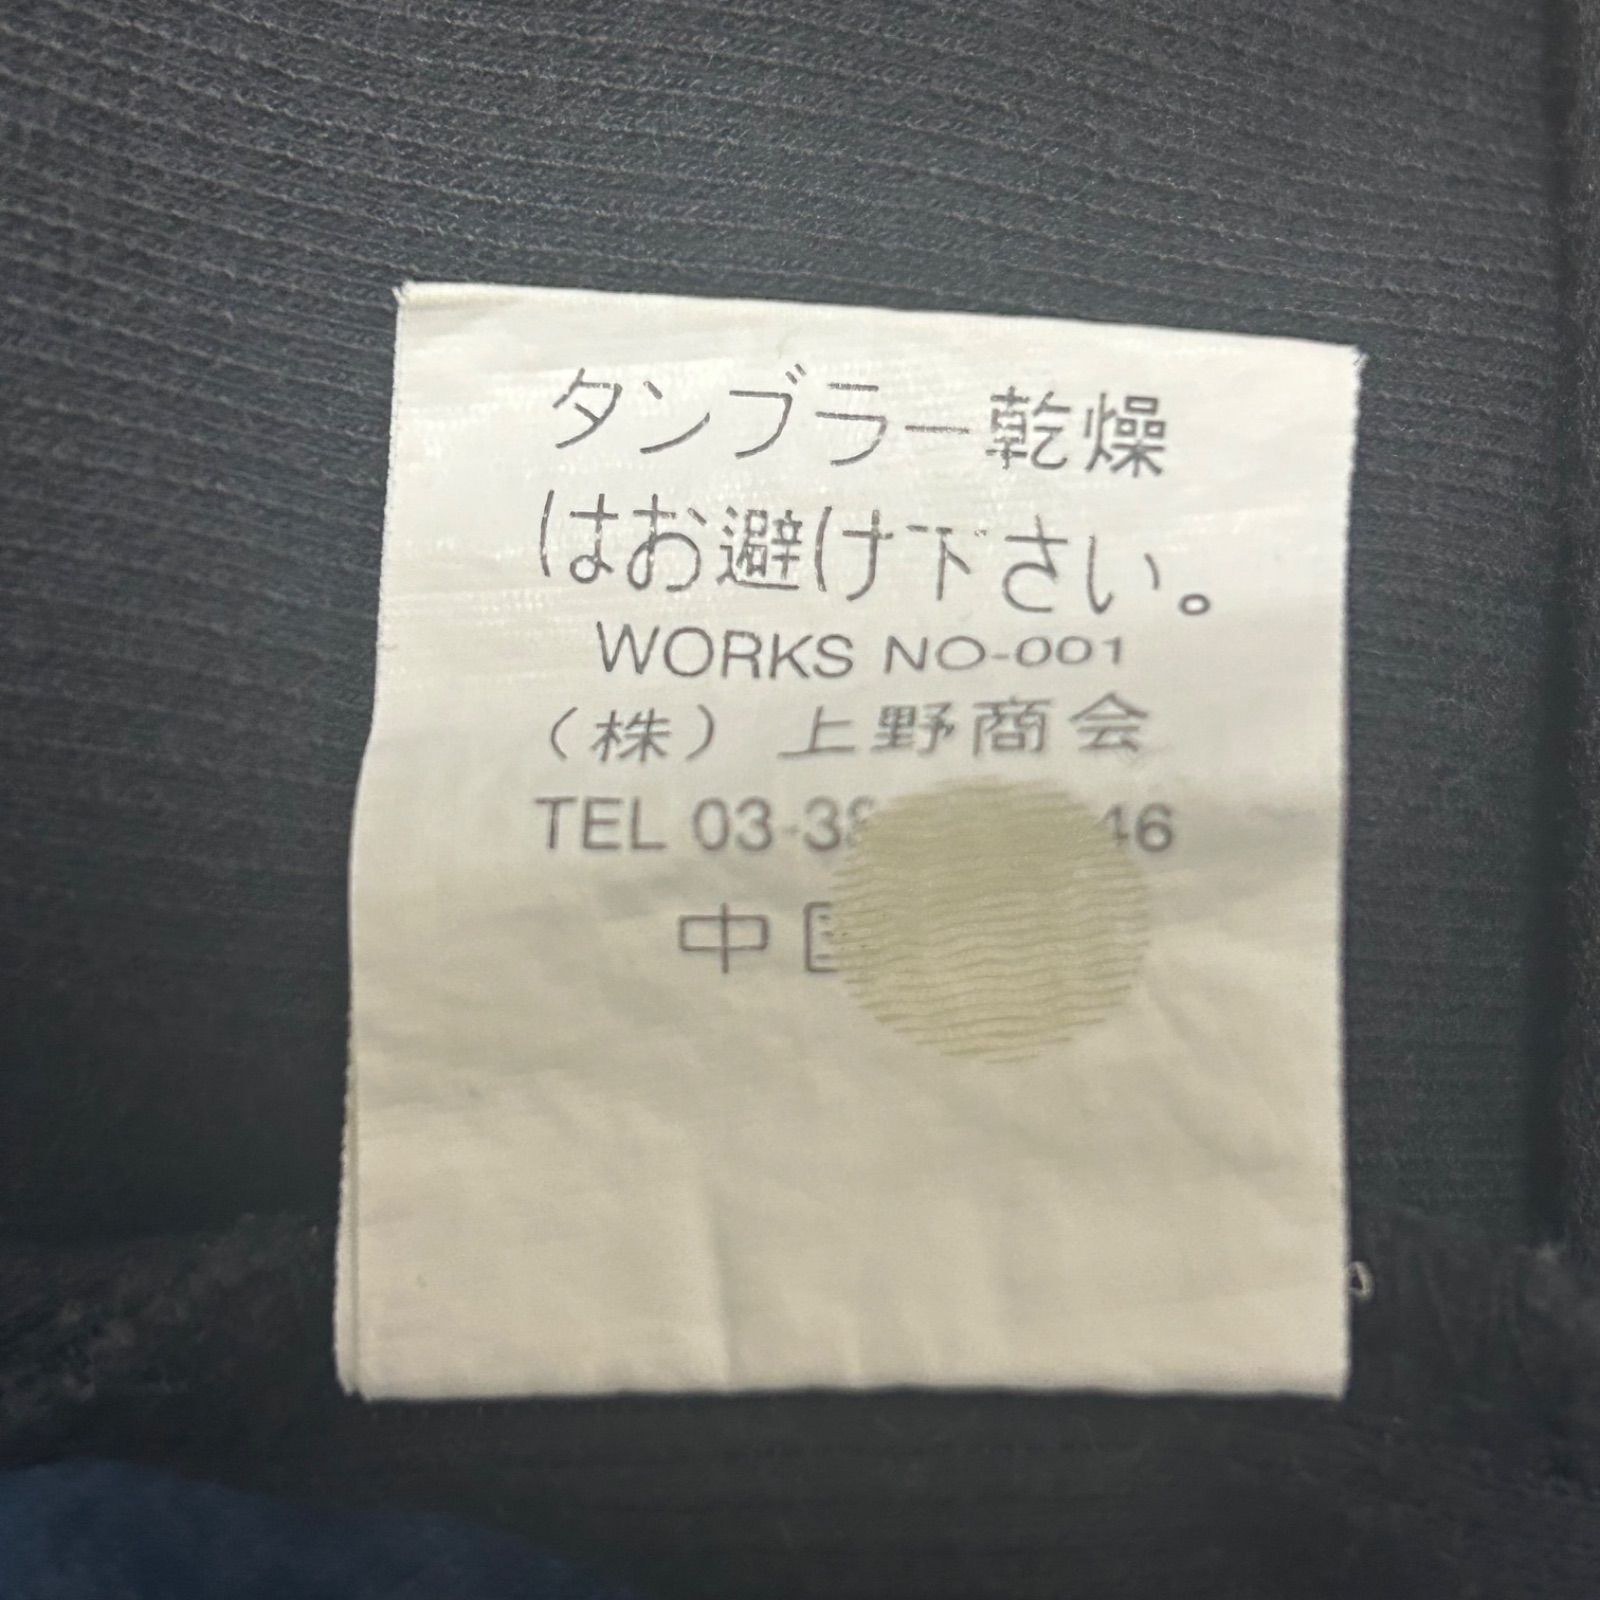 タンブラー乾燥
はお避け下さい。
WORKS NO-001
（株） 上野商会
TEL 03-38 46
中